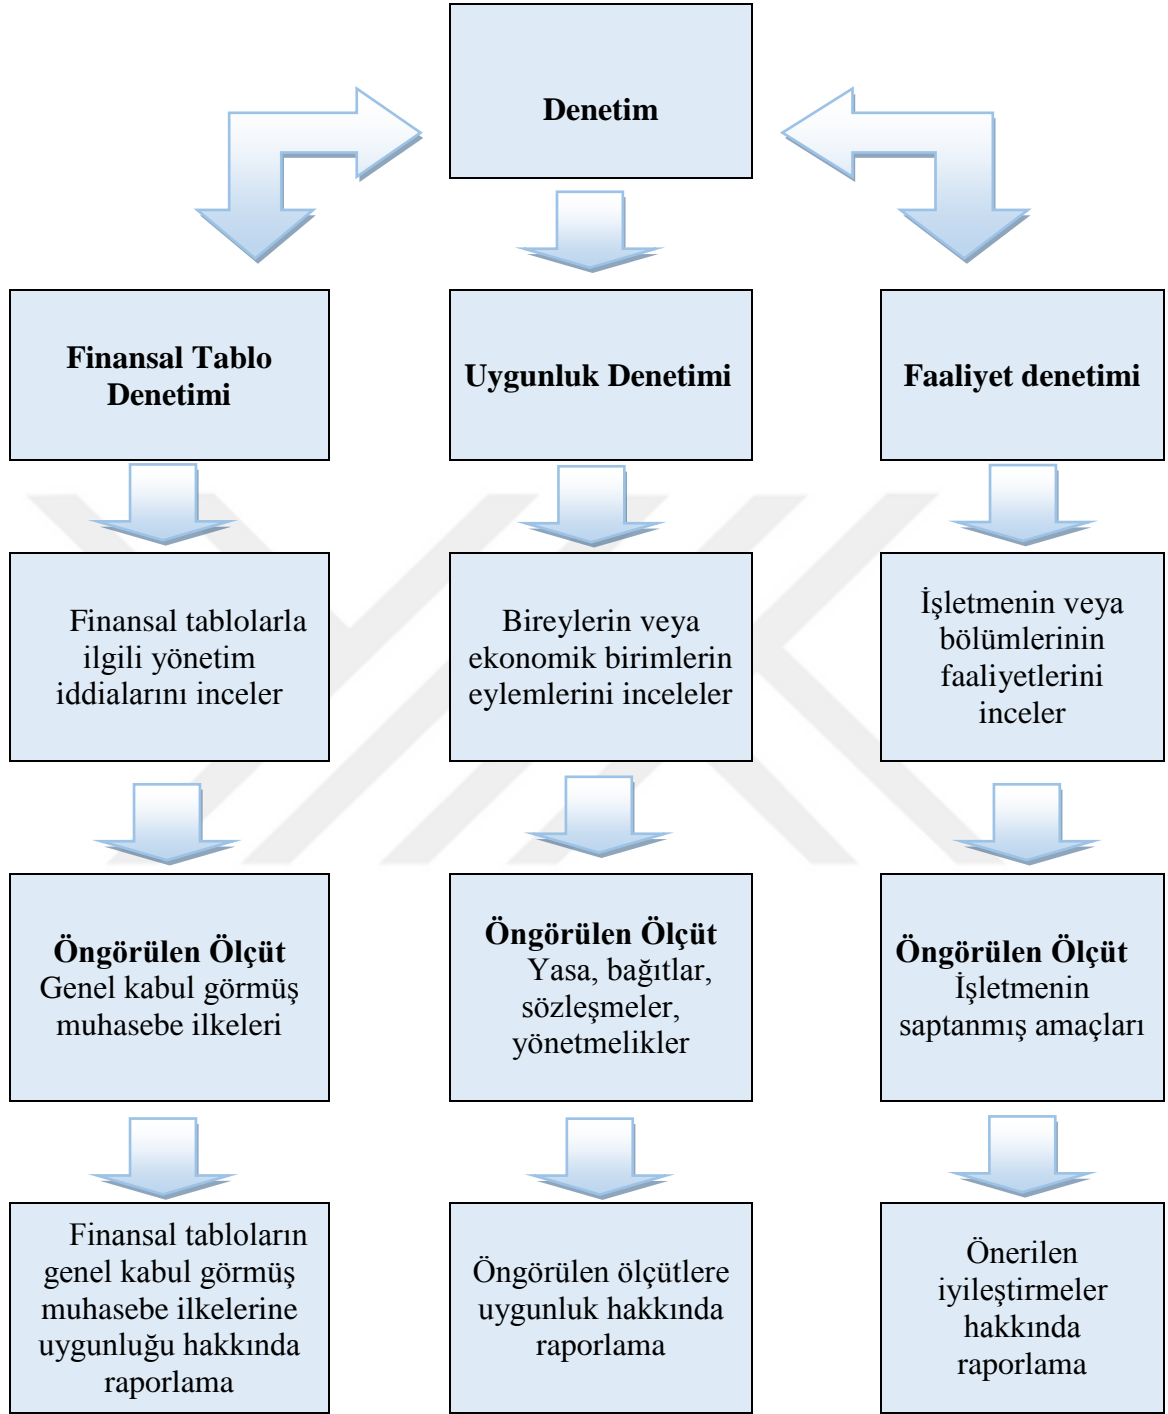 Denetim
Finansal Tablo
Denetimi
Uygunluk Denetimi
Faaliyet denetimi
Finansal tablolarla
ilgili yönetim
iddialarını inceler
Bireylerin veya
ekonomik birimlerin
eylemlerini inceleler
İşletmenin veya
bölümlerinin
faaliyetlerini
inceler
Öngörülen Ölçüt
Genel kabul görmüş
muhasebe ilkeleri
Öngörülen Ölçüt
Yasa, bağıtlar,
sözleşmeler,
yönetmelikler
Öngörülen Ölçüt
İşletmenin
saptanmış amaçları
Finansal tabloların
genel kabul görmüş
muhasebe ilkelerine
uygunluğu hakkında
raporlama
Öngörülen ölçütlere
uygunluk hakkında
raporlama
Önerilen
iyileştirmeler
hakkında
raporlama